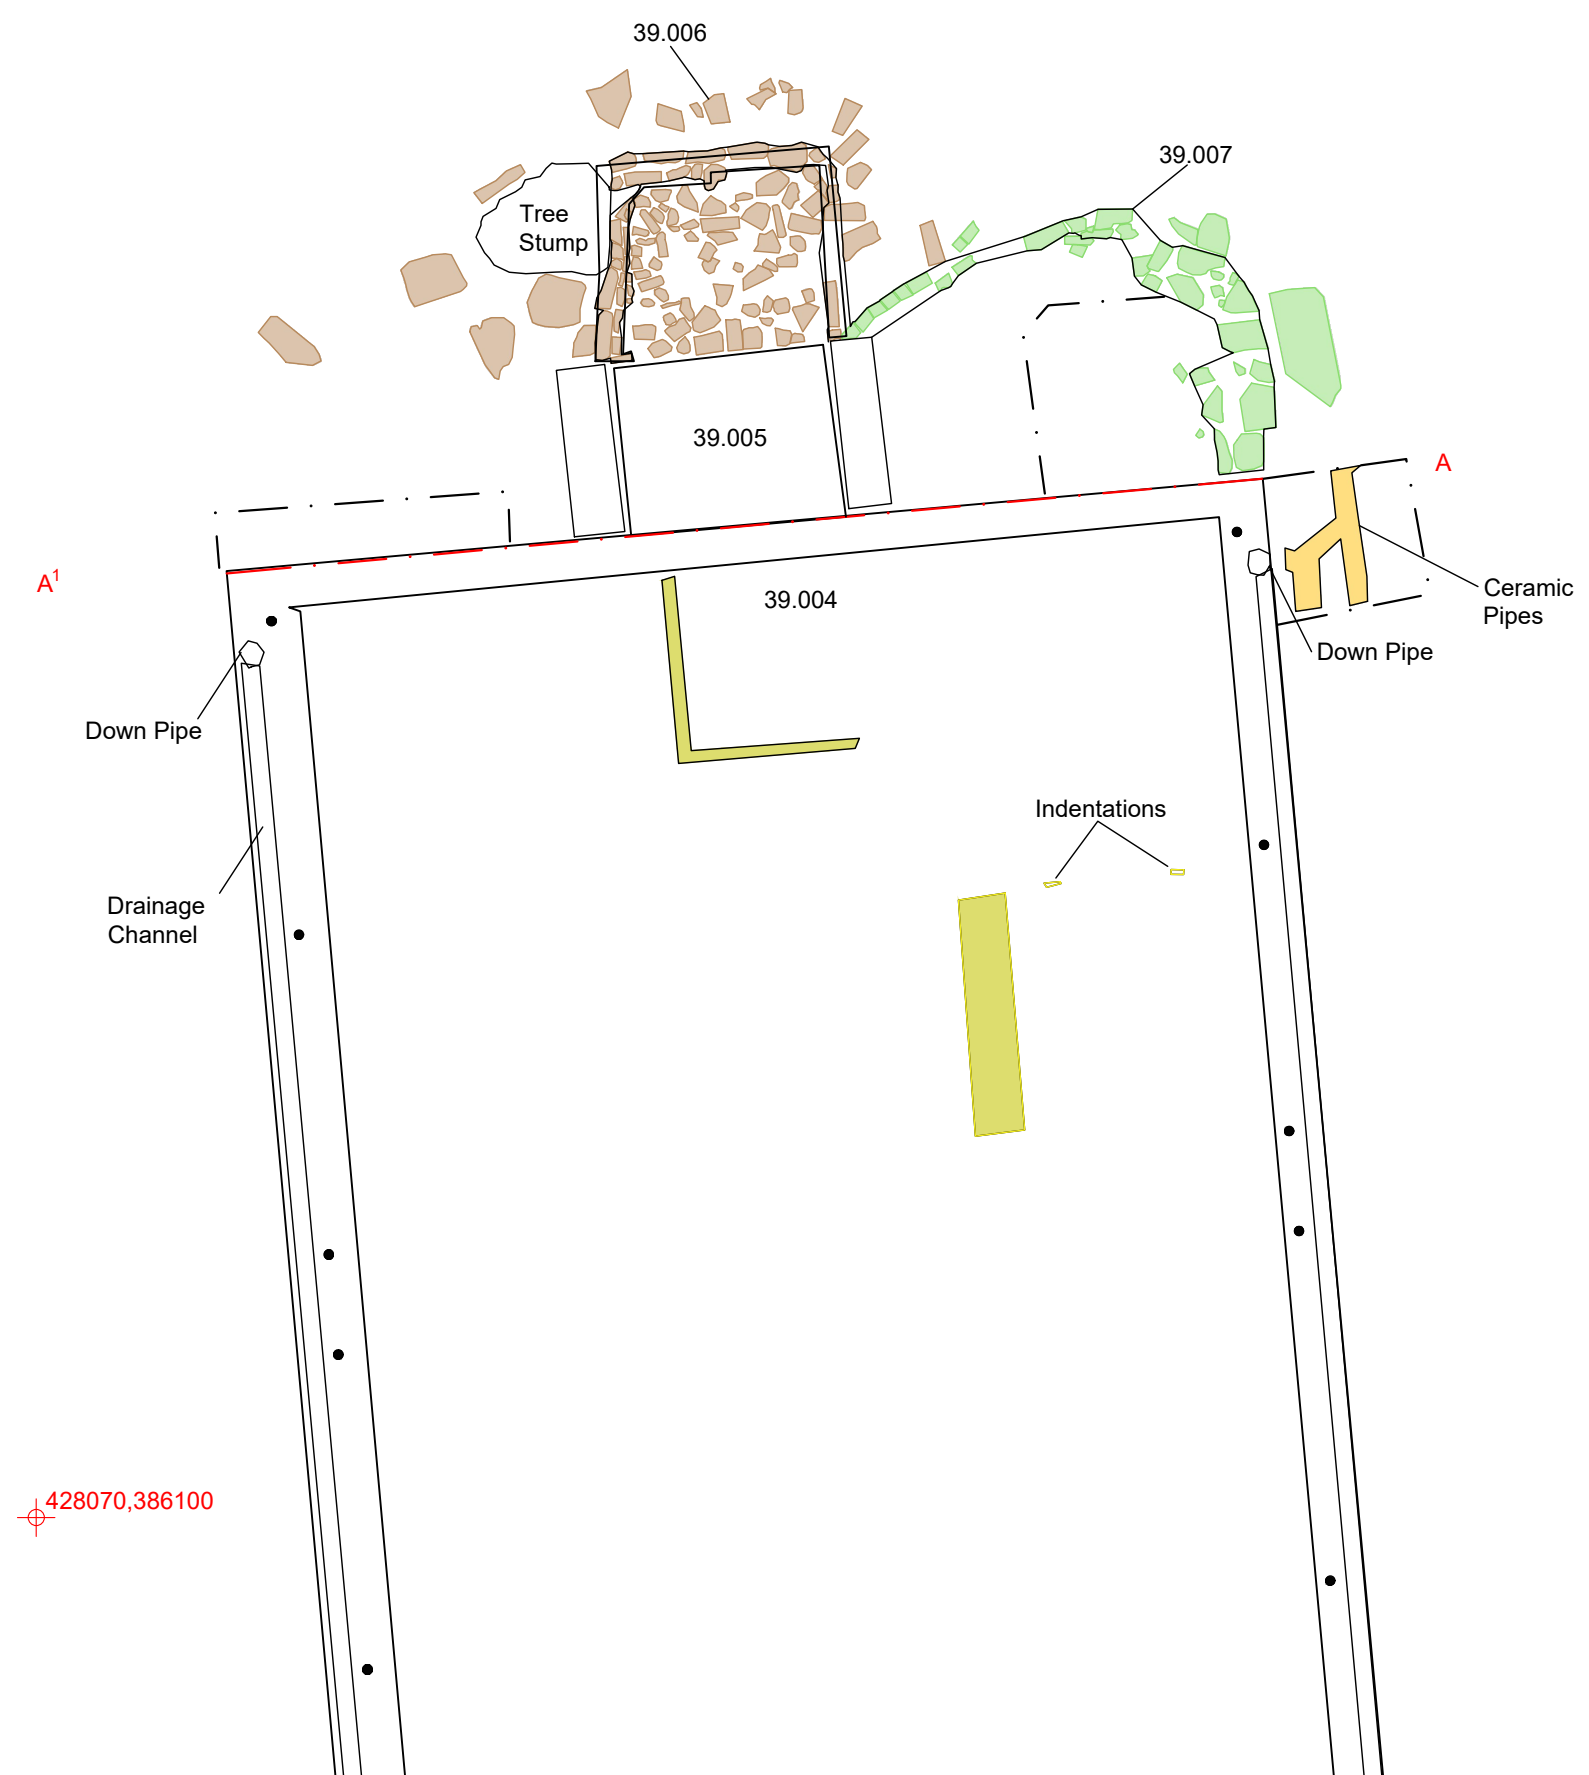 39.006
39.007
Tree
Stump
39.005
A
A¹
39.004
Ceramic
Pipes
Down Pipe
Down Pipe
Indentations
Drainage
Channel
428070,386100